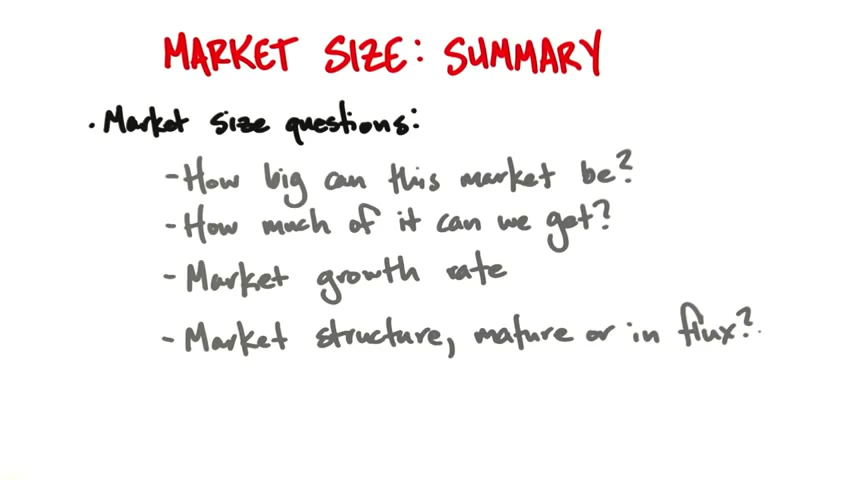 MARKET SIZE: SUMMARY
• Market size questions:
- How big can this market be?
- How much of it can we get?
- Market growth rate
- Market structure, mature or in flux?